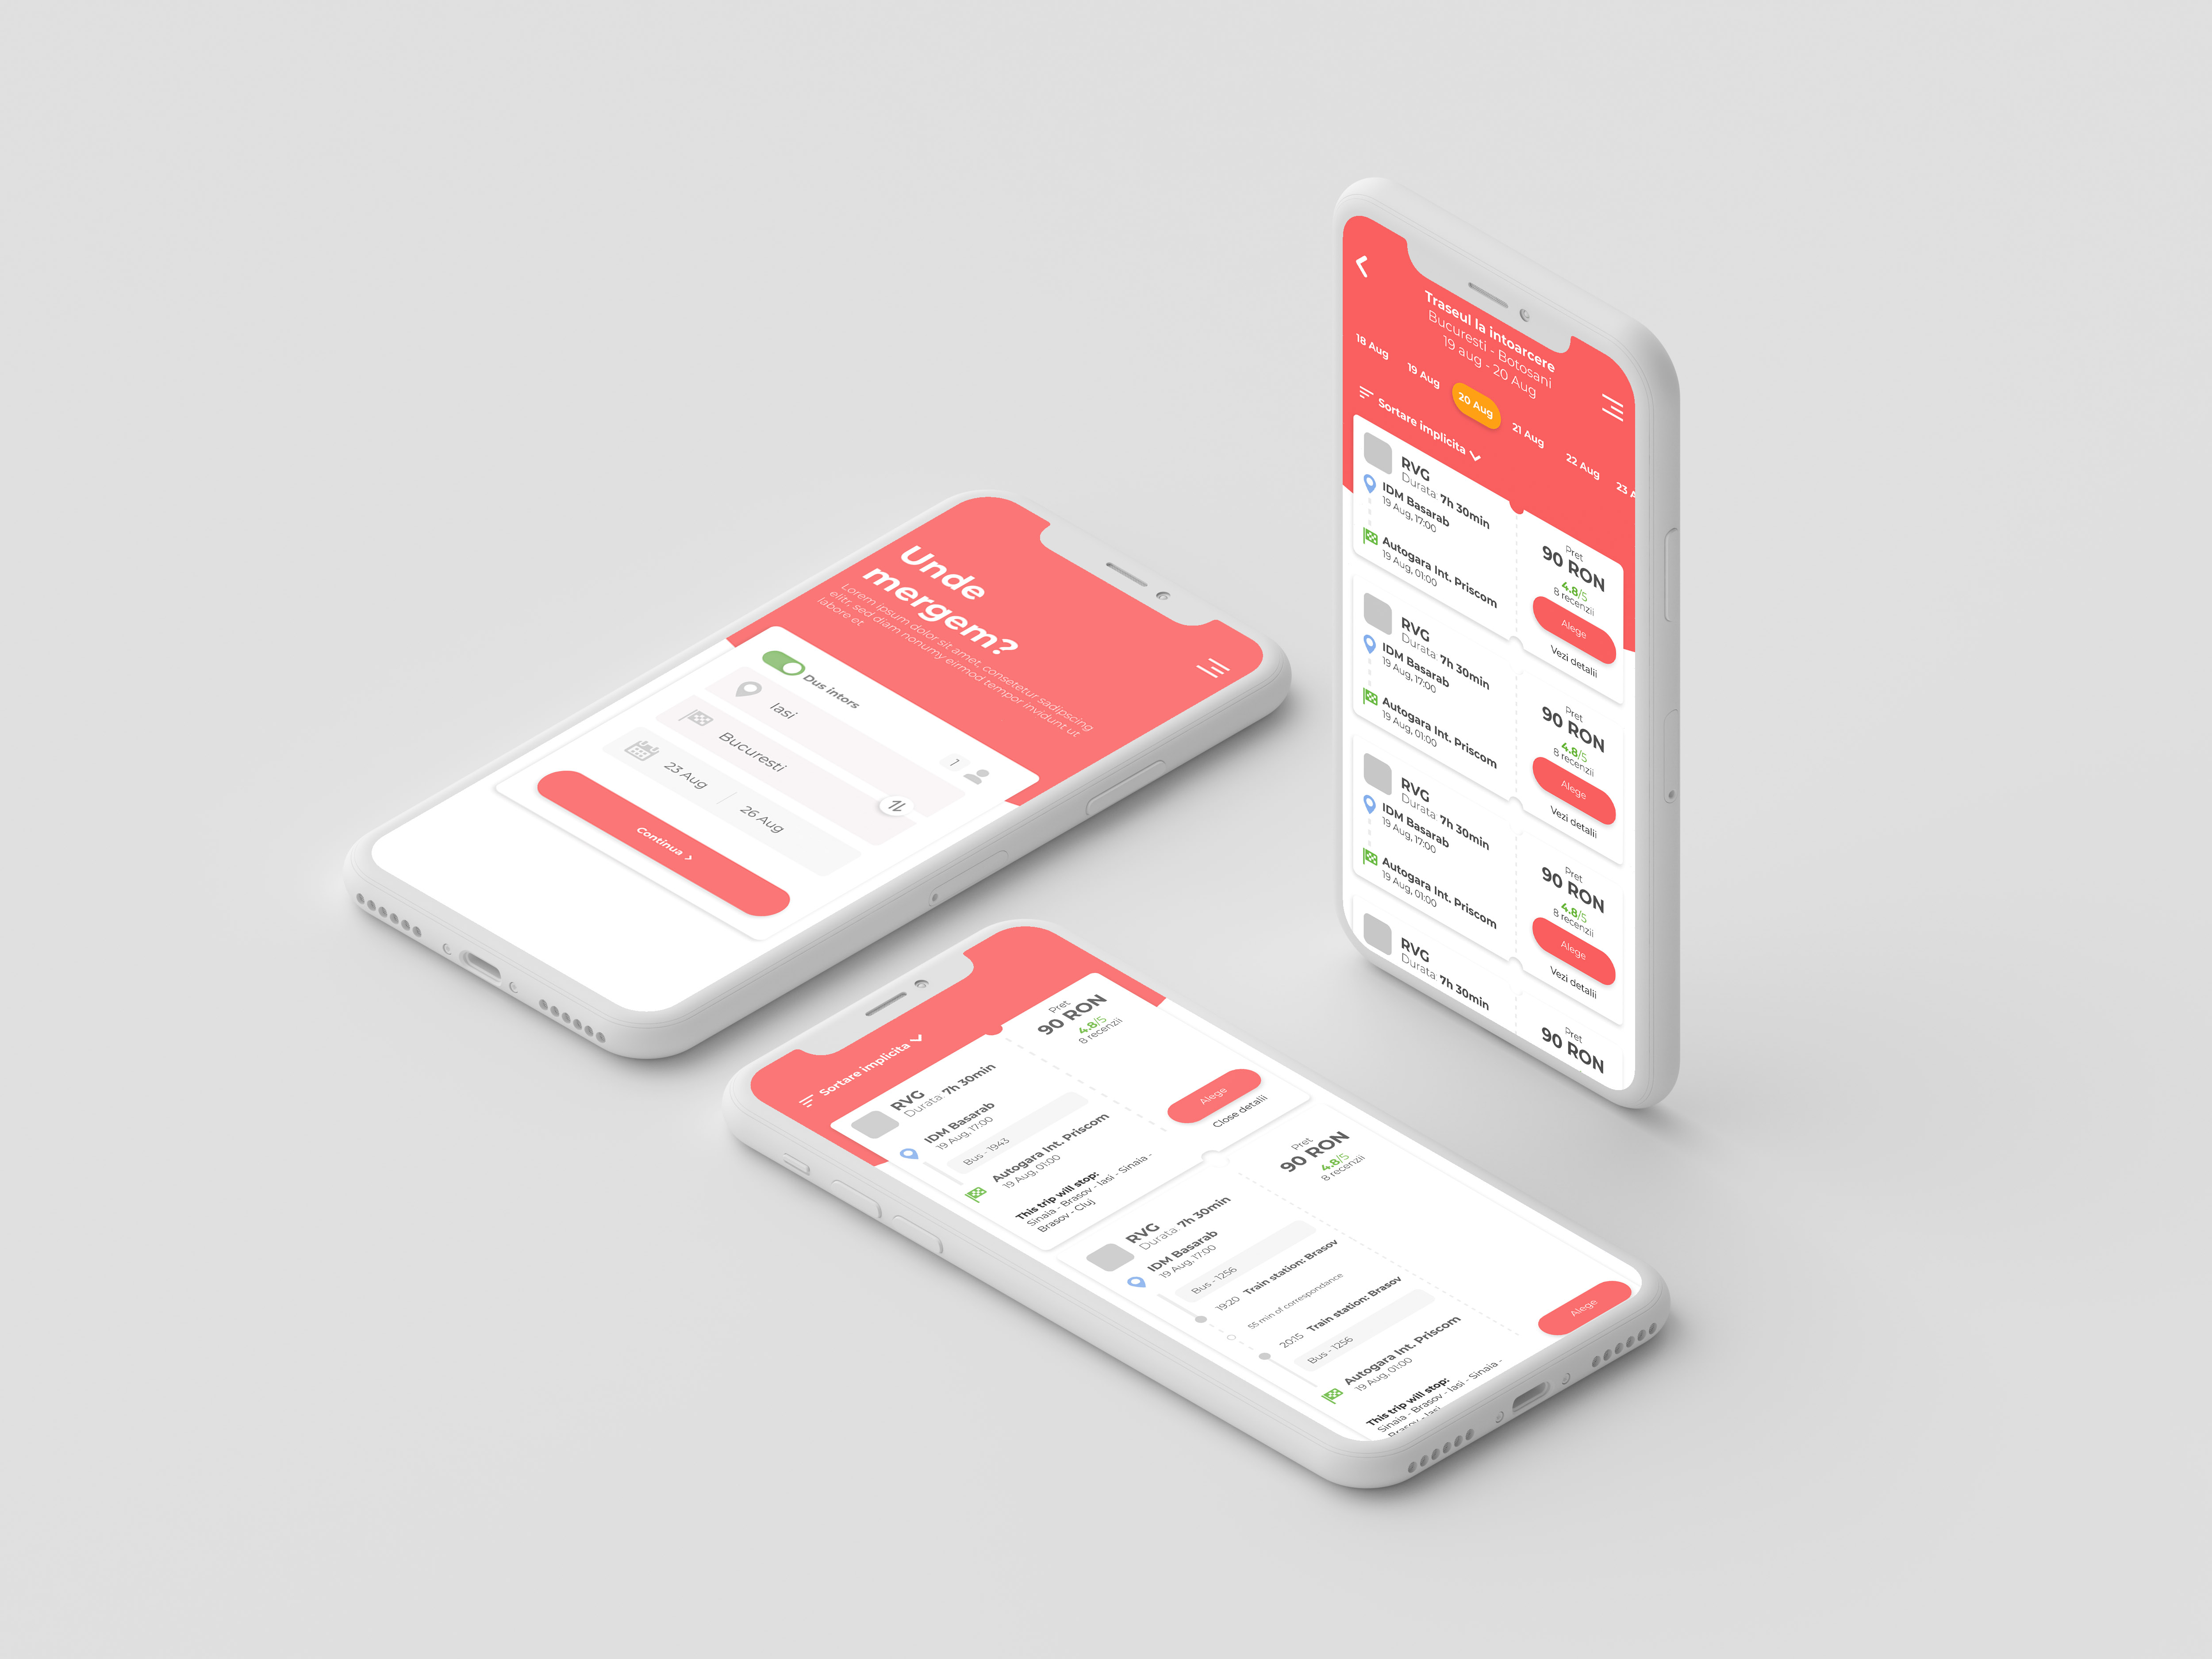 Unde
mergem?
Lorem ipsum dolor sit amet, consetetur sadipscing
elitr, sed diam nonumy eirmod tempor invidunt ut
labore et
Dus intors
1
Iasi
Bucuresti
23 Aug
26 Aug
Continua
Traseul la intoarcere
Bucuresti - Botosani
19 aug - 20 Aug
18 Aug
19 Aug
20 Aug
21 Aug
22 Aug
23 A
Sortare implicita
RVG
Durata 7h 30min
IDM Basarab
19 Aug, 17:00
Autogara Int. Priscom
19 Aug, 01:00
Pret
90 RON
4.8/5
8 recenzii
Alege
Vezi detalii
RVG
Durata 7h 30min
IDM Basarab
19 Aug, 17:00
Autogara Int. Priscom
19 Aug, 01:00
Pret
90 RON
4.8/5
8 recenzii
Alege
Vezi detalii
RVG
Durata 7h 30min
IDM Basarab
19 Aug, 17:00
Autogara Int. Priscom
19 Aug, 01:00
Pret
90 RON
4.8/5
8 recenzii
Alege
Vezi detalii
RVG
Durata 7h 30min
Pret
90 RON
Sortare implicita
RVG
Durata 7h 30min
IDM Basarab
19 Aug, 17:00
Bus - 1943
Autogara Int. Priscom
19 Aug, 01:00
This trip will stop:
Sinaia - Brasov - Iasi - Sinaia -
Brasov - Cluj
Pret
90 RON
4.8/5
8 recenzii
Alege
Close detalii
RVG
Durata 7h 30min
IDM Basarab
19 Aug, 17:00
Bus - 1256
19:20 Train station: Brasov
55 min of correspondance
20:15 Train station: Brasov
Bus - 1256
Autogara Int. Priscom
19 Aug, 01:00
This trip will stop:
Sinaia - Brasov - Iasi - Sinaia -
Pret
90 RON
4.8/5
8 recenzii
Alege